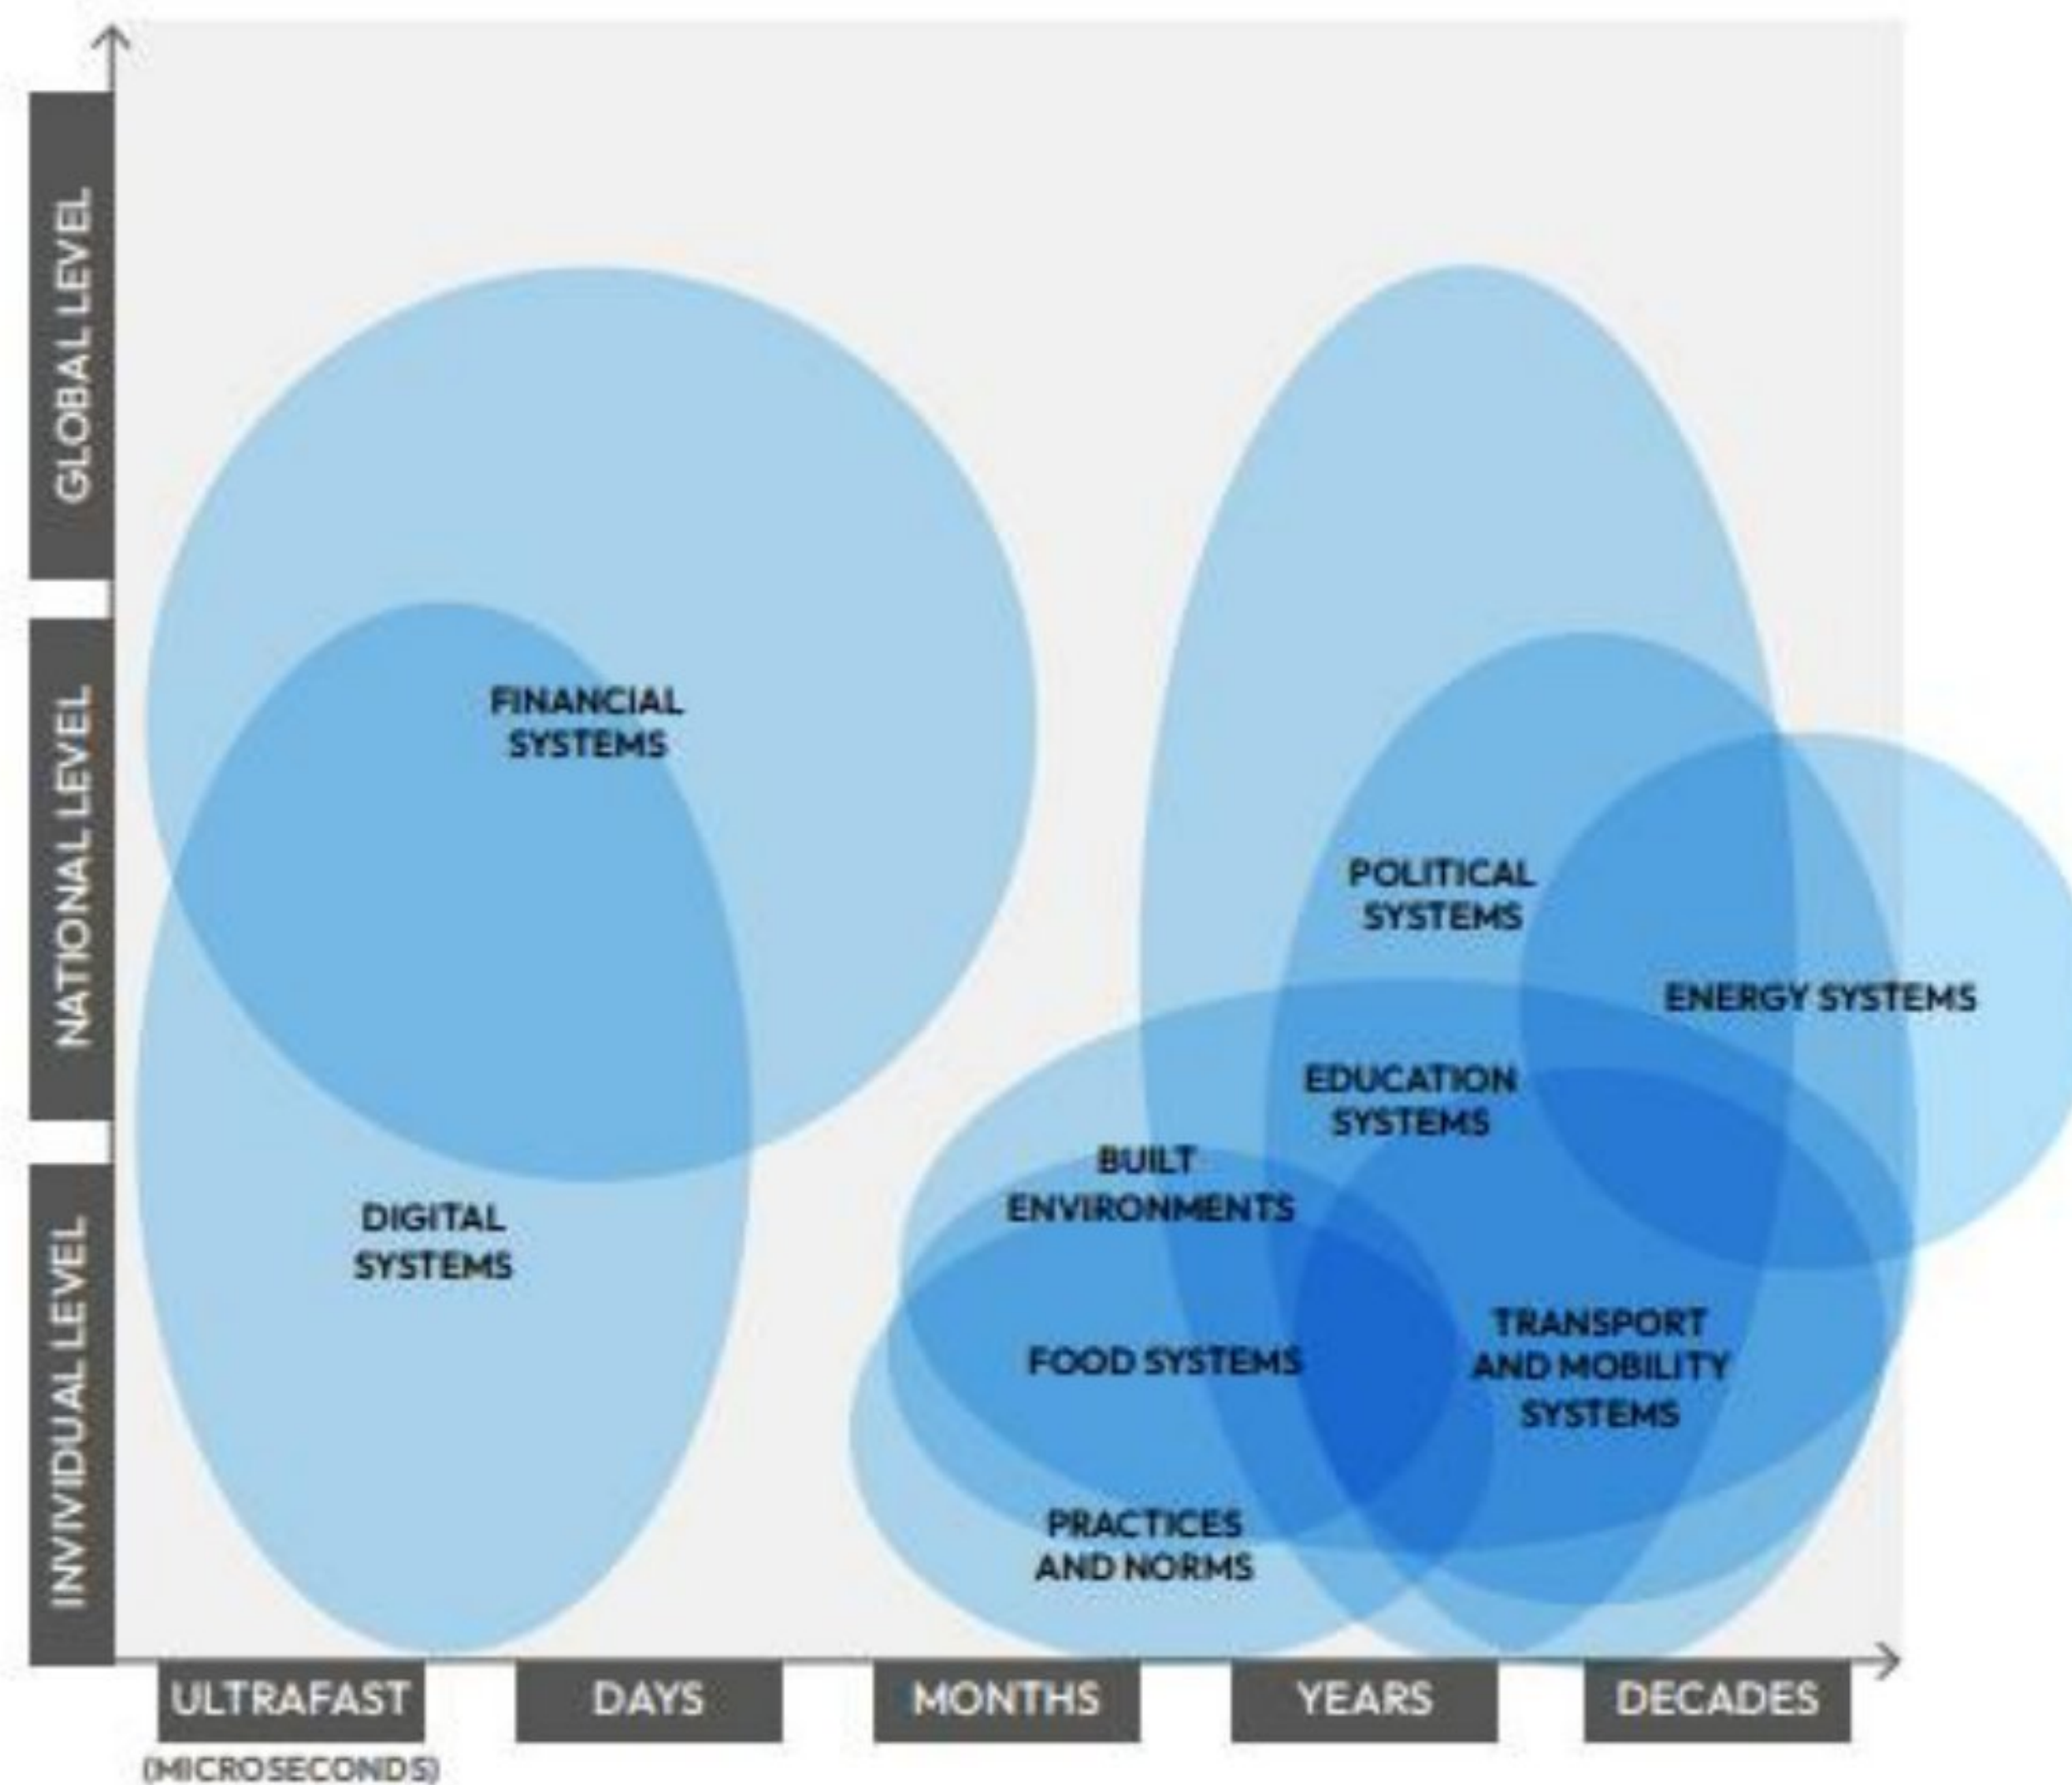 GLOBAL LEVEL
NATIONAL LEVEL
INVIVIDUAL LEVEL
FINANCIAL
SYSTEMS
DIGITAL
SYSTEMS
POLITICAL
SYSTEMS
ENERGY SYSTEMS
EDUCATION
SYSTEMS
BUILT
ENVIRONMENTS
FOOD SYSTEMS
TRANSPORT
AND MOBILITY
SYSTEMS
PRACTICES
AND NORMS
ULTRAFAST
(MICROSECONDS)
DAYS
MONTHS
YEARS
DECADES